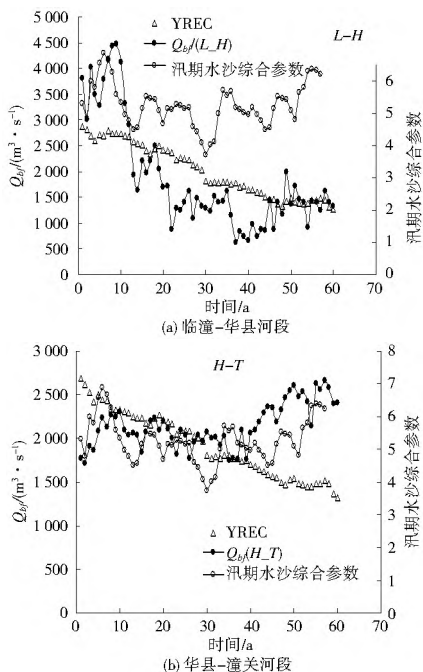 L-H
YREC
Q_bf/(L_H)
汛期水沙综合参数
5 000
4 500
4 000
3 500
3 000
2 500
2 000
1 500
1 000
500
0
Q_bf/(m³·s⁻¹)
6
5
4
3
2
1
0
汛期水沙综合参数
0 10 20 30 40 50 60 70
时间/a
(a) 临潼-华县河段
H-T
3 000
2 500
2 000
1 500
1 000
500
0
Q_bf/(m³·s⁻¹)
8
7
6
5
4
3
2
1
0
汛期水沙综合参数
YREC
Q_bf(H_T)
汛期水沙综合参数
0 10 20 30 40 50 60 70
时间/a
(b) 华县-潼关河段